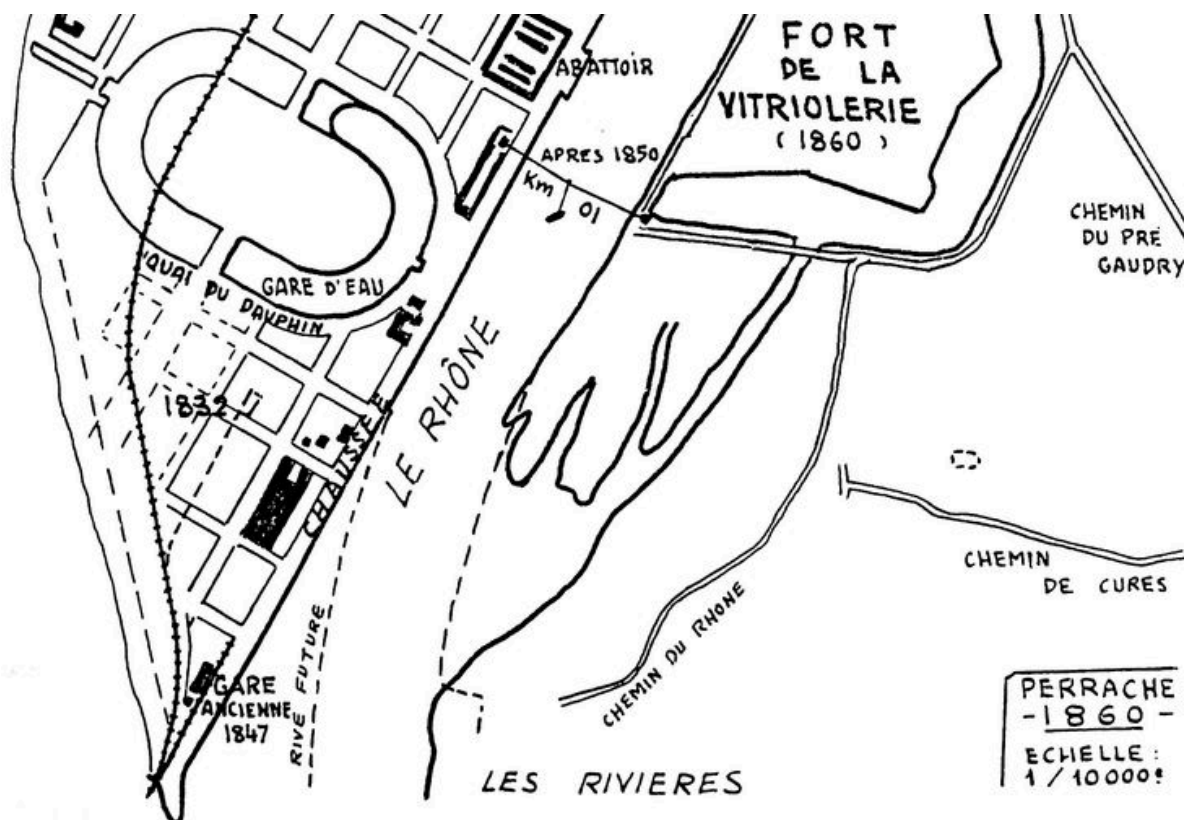 FORT
DE LA
VITRIOLERIE
( 1860 )
ABATTOIR
APRES 1850
Km 01
CHEMIN
DU PRE
GAUDRY
GARE D'EAU
QUAI DU DAUPHIN
LE RHÔNE
1832
CHAUSSEE
CHEMIN
DE CURES
CHEMIN DU RHONE
RIVE FUTURE
GARE
ANCIENNE
1847
LES RIVIERES
PERRACHE
-1860-
ECHELLE :
1/10000e